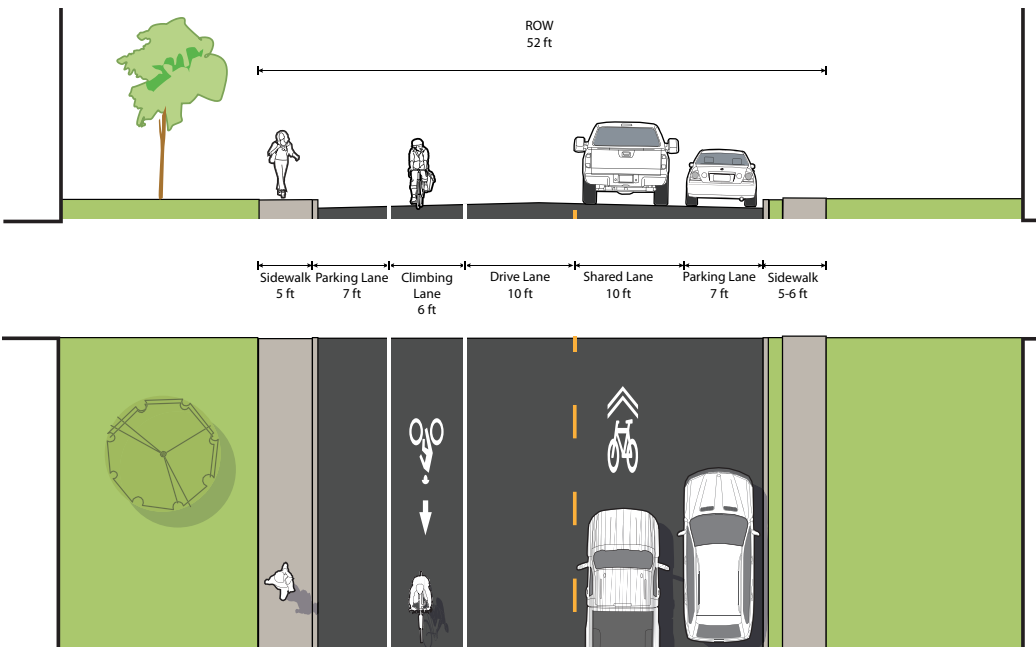 ROW
52 ft
Sidewalk
5 ft
Parking Lane
7 ft
Climbing
Lane
6 ft
Drive Lane
10 ft
Shared Lane
10 ft
Parking Lane
7 ft
Sidewalk
5-6 ft